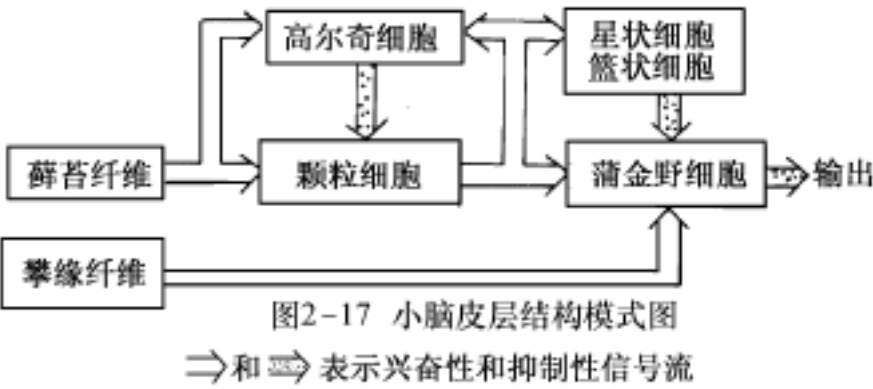 高尔奇细胞
星状细胞
篮状细胞
藓苔纤维
颗粒细胞
蒲金野细胞
输出
攀缘纤维
图2-17 小脑皮层结构模式图
和 表示兴奋性和抑制性信号流